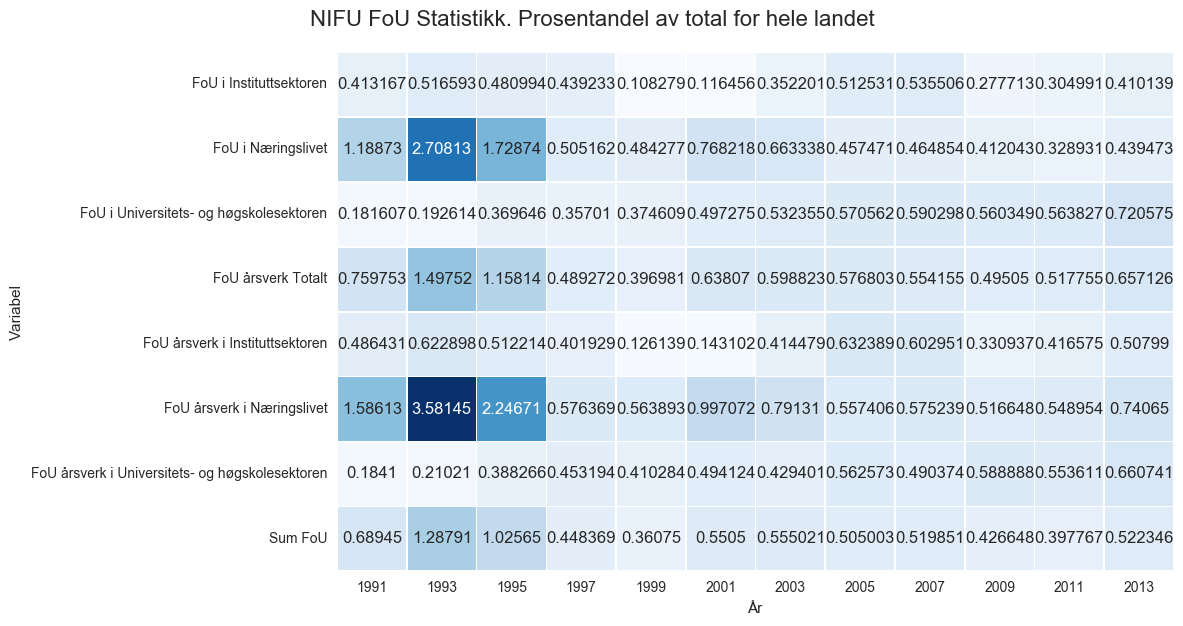 NIFU FoU Statistikk. Prosentandel av total for hele landet
FoU i Instituttsektoren 0.413167 0.516593 0.480994 0.439233 0.108279 0.116456 0.352201 0.512531 0.535506 0.277713 0.304991 0.410139
FoU i Næringslivet 1.18873 2.70813 1.72874 0.505162 0.484277 0.768218 0.663338 0.457471 0.464854 0.412043 0.328931 0.439473
FoU i Universitets- og høgskolesektoren 0.181607 0.192614 0.369646 0.35701 0.374609 0.497275 0.532355 0.570562 0.590298 0.560349 0.563827 0.720575
FoU årsverk Totalt 0.759753 1.49752 1.15814 0.489272 0.396981 0.63807 0.598823 0.576803 0.554155 0.49505 0.517755 0.657126
FoU årsverk i Instituttsektoren 0.486431 0.622898 0.512214 0.401929 0.126139 0.143102 0.414479 0.632389 0.602951 0.330937 0.416575 0.50799
FoU årsverk i Næringslivet 1.58613 3.58145 2.24671 0.576369 0.563893 0.997072 0.79131 0.557406 0.575239 0.516648 0.548954 0.74065
FoU årsverk i Universitets- og høgskolesektoren 0.1841 0.21021 0.388266 0.453194 0.410284 0.494124 0.429401 0.562573 0.490374 0.588888 0.553611 0.660741
Sum FoU 0.68945 1.28791 1.02565 0.448369 0.36075 0.5505 0.555021 0.505003 0.519851 0.426648 0.397767 0.522346
1991 1993 1995 1997 1999 2001 2003 2005 2007 2009 2011 2013
År
Variabel